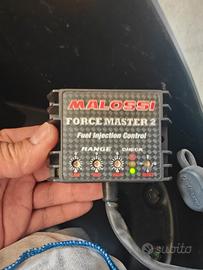 MALOSSI
FORCE MASTER 2
Fuel Injection Control
RANGE CHECK
subito